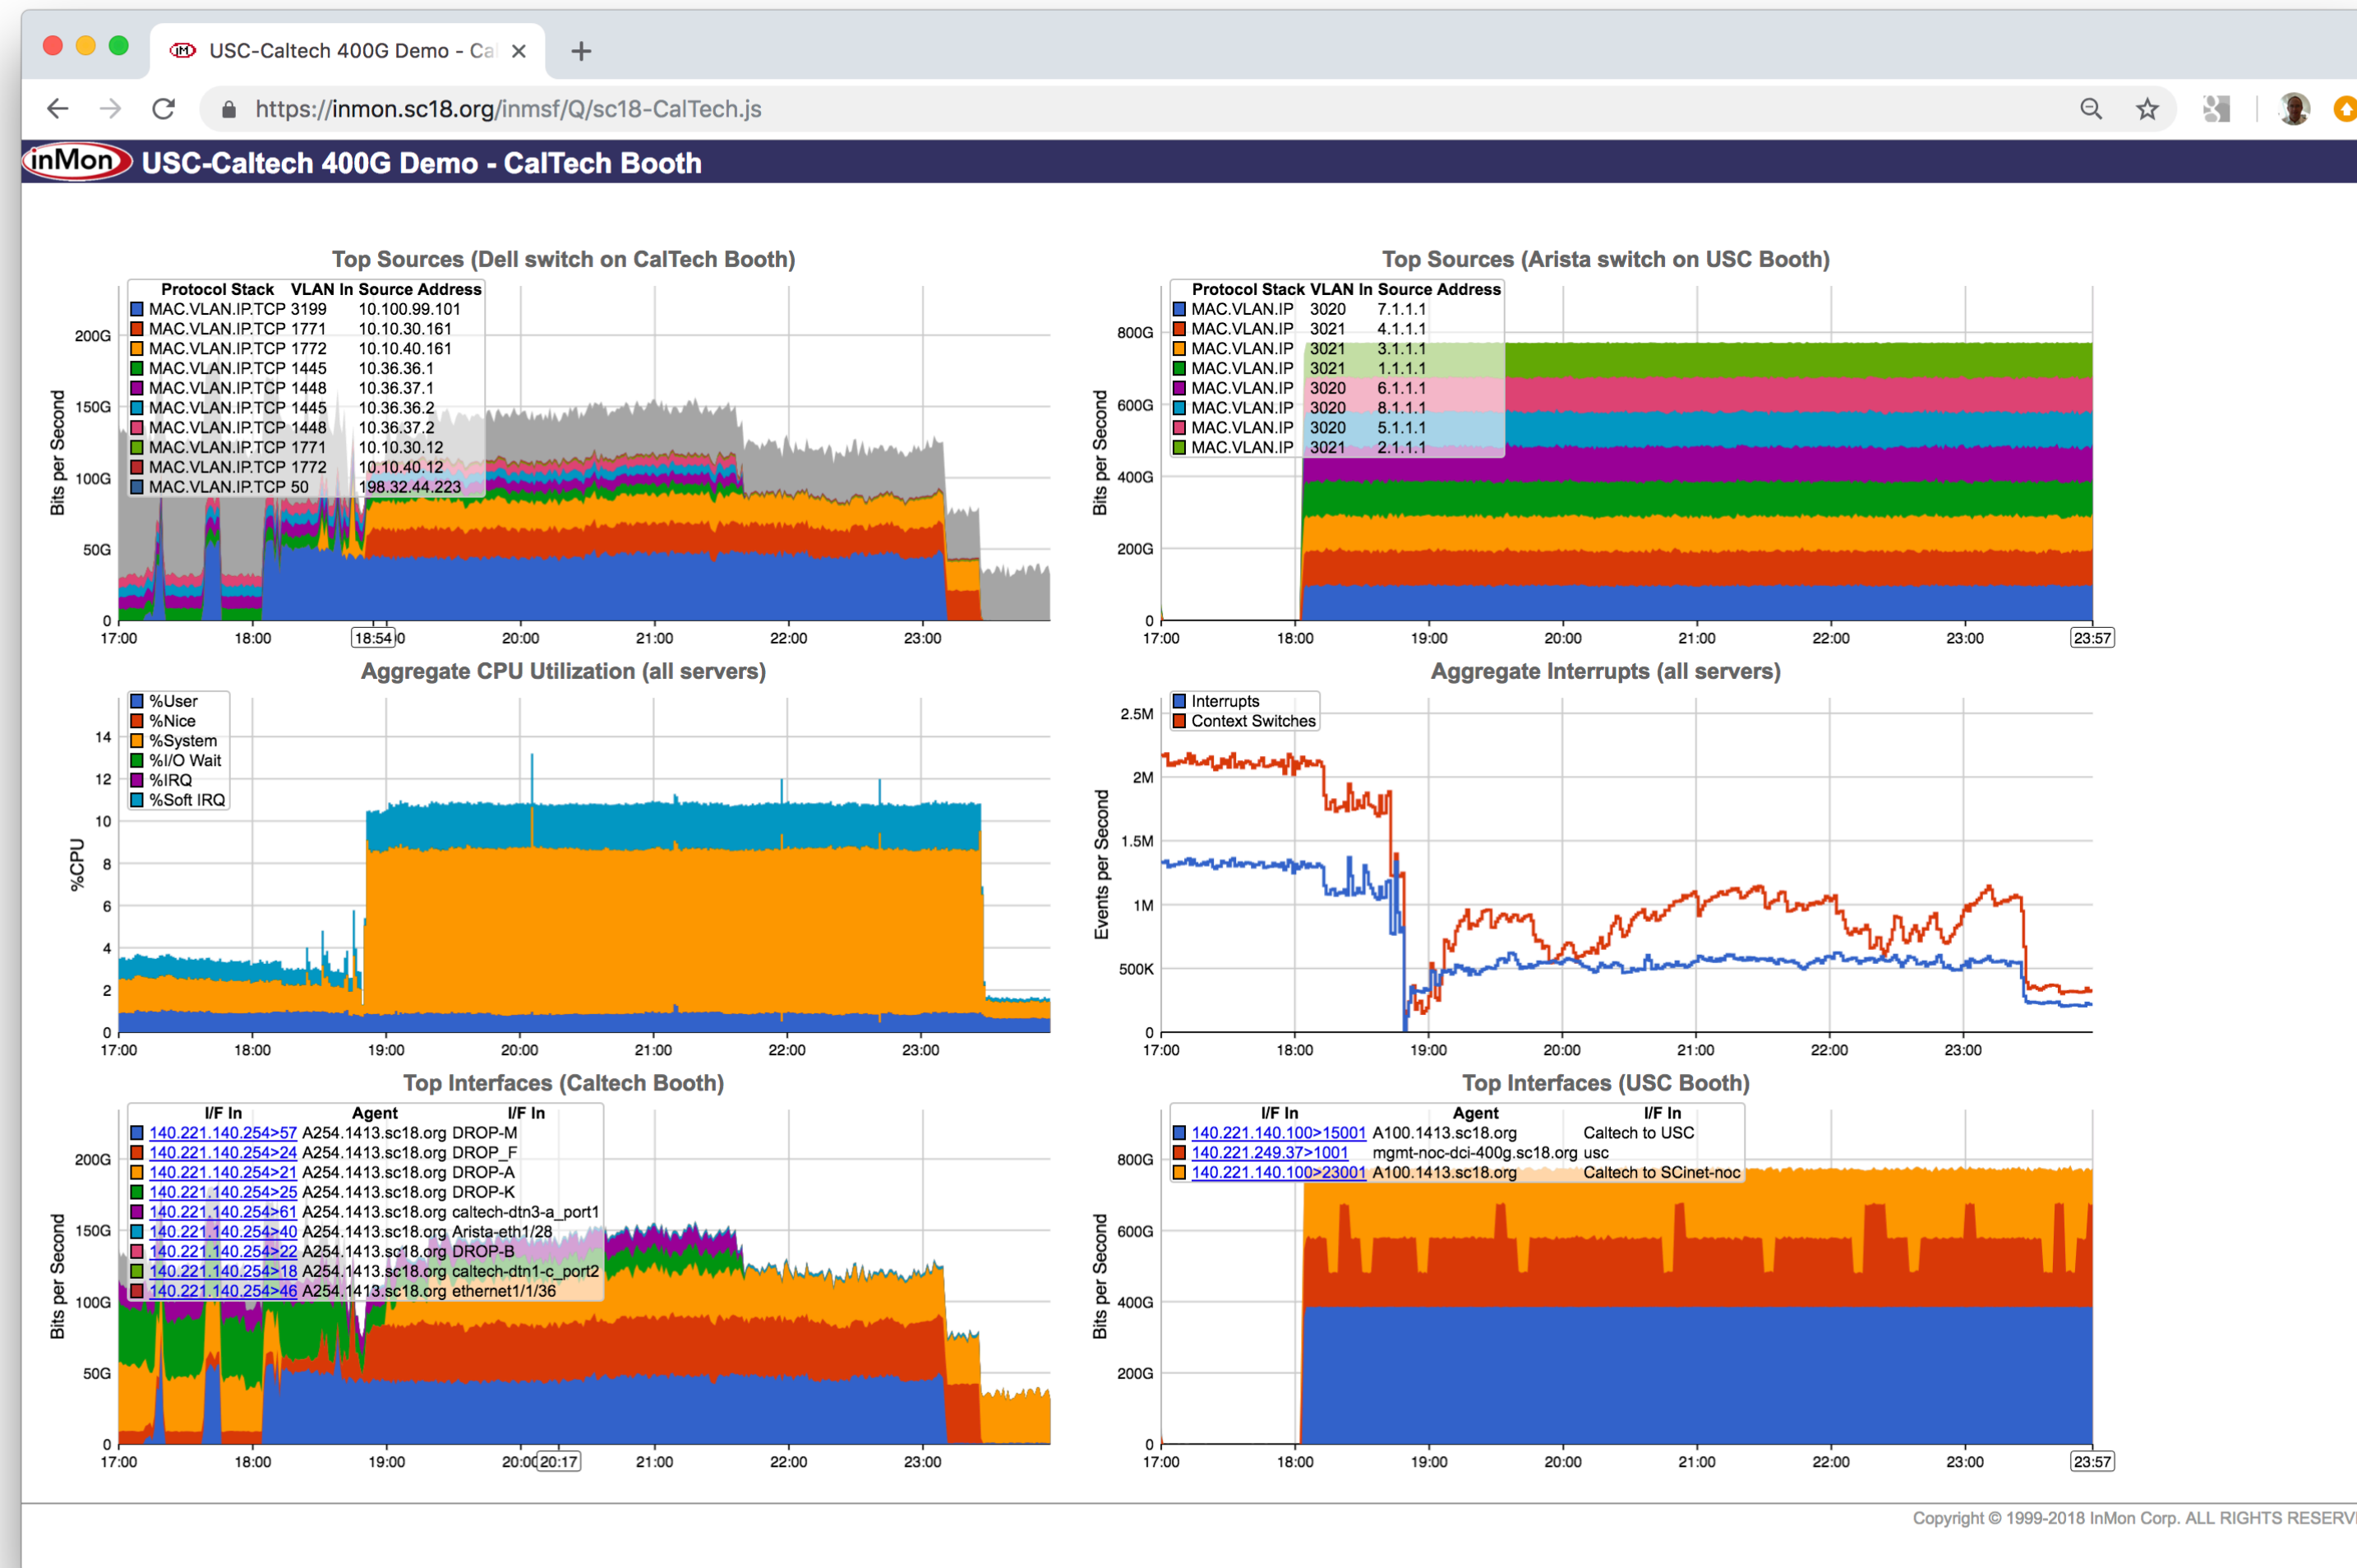 USC-Caltech 400G Demo - Ca
https://inmon.sc18.org/inmsf/Q/sc18-CalTech.js
inMon USC-Caltech 400G Demo - CalTech Booth
Top Sources (Dell switch on CalTech Booth)
Protocol Stack VLAN In Source Address
MAC.VLAN.IP.TCP 3199 10.100.99.101
MAC.VLAN.IP.TCP 1771 10.10.30.161
MAC.VLAN.IP.TCP 1772 10.10.40.161
MAC.VLAN.IP.TCP 1445 10.36.36.1
MAC.VLAN.IP.TCP 1448 10.36.37.1
MAC.VLAN.IP.TCP 1445 10.36.36.2
MAC.VLAN.IP.TCP 1448 10.36.37.2
MAC.VLAN.IP.TCP 1771 10.10.30.12
MAC.VLAN.IP.TCP 1772 10.10.40.12
MAC.VLAN.IP.TCP 50 198.32.44.223
Bits per Second
200G
150G
100G
50G
0
17:00 18:00 18:54 20:00 21:00 22:00 23:00
Top Sources (Arista switch on USC Booth)
Protocol Stack VLAN In Source Address
MAC.VLAN.IP 3020 7.1.1.1
MAC.VLAN.IP 3021 4.1.1.1
MAC.VLAN.IP 3021 3.1.1.1
MAC.VLAN.IP 3021 1.1.1.1
MAC.VLAN.IP 3020 6.1.1.1
MAC.VLAN.IP 3020 8.1.1.1
MAC.VLAN.IP 3020 5.1.1.1
MAC.VLAN.IP 3021 2.1.1.1
Bits per Second
800G
600G
400G
200G
0
17:00 18:00 19:00 20:00 21:00 22:00 23:00 23:57
Aggregate CPU Utilization (all servers)
%User
%Nice
%System
%I/O Wait
%IRQ
%Soft IRQ
%CPU
14
12
10
8
6
4
2
0
17:00 18:00 19:00 20:00 21:00 22:00 23:00
Aggregate Interrupts (all servers)
Interrupts
Context Switches
Events per Second
2.5M
2M
1.5M
1M
500K
0
17:00 18:00 19:00 20:00 21:00 22:00 23:00
Top Interfaces (Caltech Booth)
I/F In Agent I/F In
140.221.140.254>57 A254.1413.sc18.org DROP-M
140.221.140.254>24 A254.1413.sc18.org DROP_F
140.221.140.254>21 A254.1413.sc18.org DROP-A
140.221.140.254>25 A254.1413.sc18.org DROP-K
140.221.140.254>61 A254.1413.sc18.org caltech-dtn3-a_port1
140.221.140.254>40 A254.1413.sc18.org Arista-eth1/28
140.221.140.254>22 A254.1413.sc18.org DROP-B
140.221.140.254>18 A254.1413.sc18.org caltech-dtn1-c_port2
140.221.140.254>46 A254.1413.sc18.org ethernet1/1/36
Bits per Second
200G
150G
100G
50G
0
17:00 18:00 19:00 20:00 20:17 21:00 22:00 23:00
Top Interfaces (USC Booth)
I/F In Agent I/F In
140.221.140.100>15001 A100.1413.sc18.org Caltech to USC
140.221.249.37>1001 mgmt-noc-dci-400g.sc18.org usc
140.221.140.100>23001 A100.1413.sc18.org Caltech to SCinet-noc
Bits per Second
800G
600G
400G
200G
0
17:00 18:00 19:00 20:00 21:00 22:00 23:00 23:57
Copyright © 1999-2018 InMon Corp. ALL RIGHTS RESERV